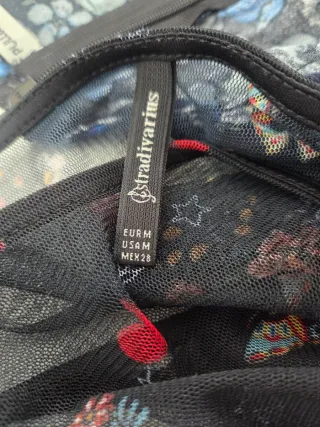 stradivarius
EUR M
USA M
MEX 28